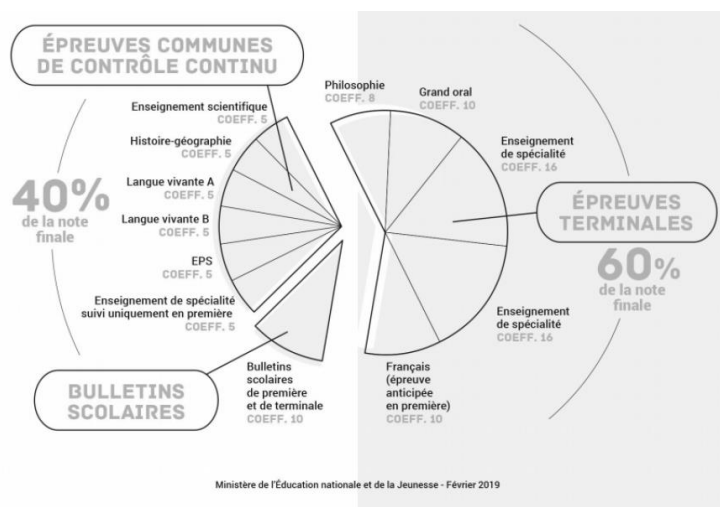 ÉPREUVES COMMUNES
DE CONTRÔLE CONTINU
Enseignement scientifique
COEFF. 5
Histoire-géographie
COEFF. 5
Langue vivante A
COEFF. 5
Langue vivante B
COEFF. 5
EPS
COEFF. 5
Enseignement de spécialité
suivi uniquement en première
COEFF. 5
40%
de la note
finale
BULLETINS
SCOLAIRES
Bulletins
scolaires
de première
et de terminale
COEFF. 10
Philosophie
COEFF. 8
Grand oral
COEFF. 10
Enseignement
de spécialité
COEFF. 16
ÉPREUVES
TERMINALES
60%
de la note
finale
Enseignement
de spécialité
COEFF. 16
Français
(épreuve
anticipée
en première)
COEFF. 10
Ministère de l'Éducation nationale et de la Jeunesse - Février 2019